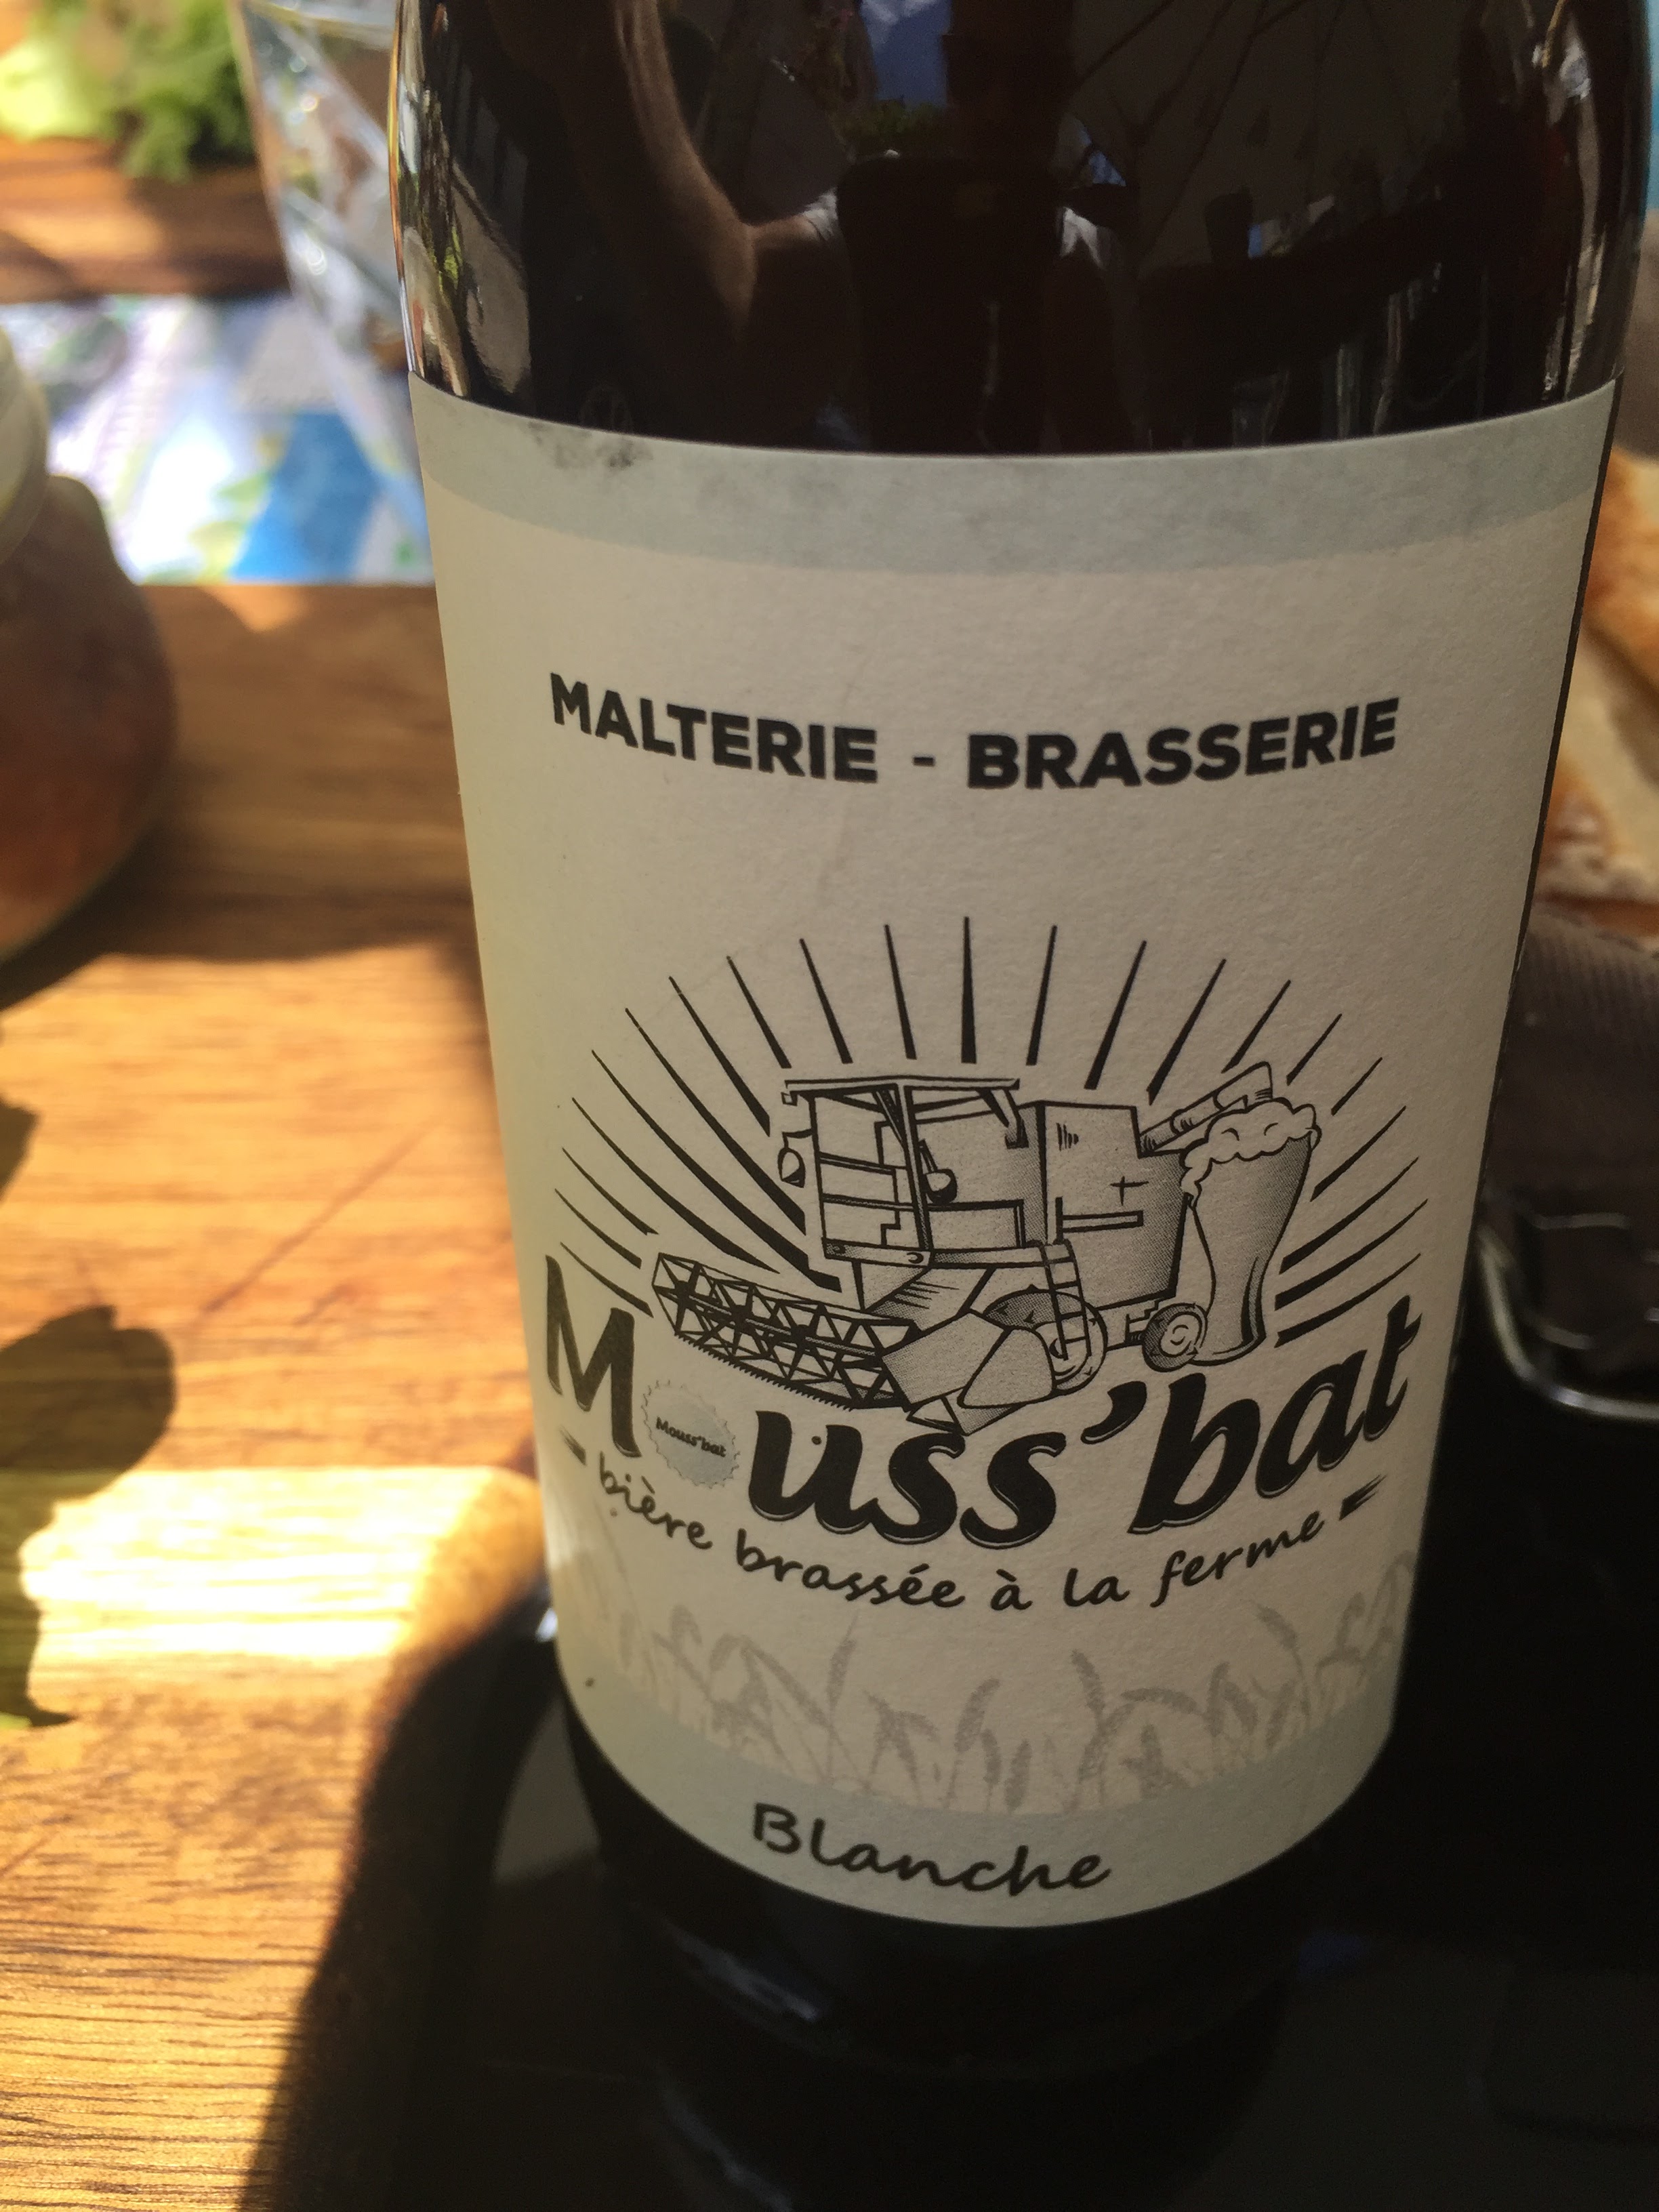 MALTERIE - BRASSERIE
Mouss'bat
Mouss'bat
- bière brassée à la ferme -
Blanche